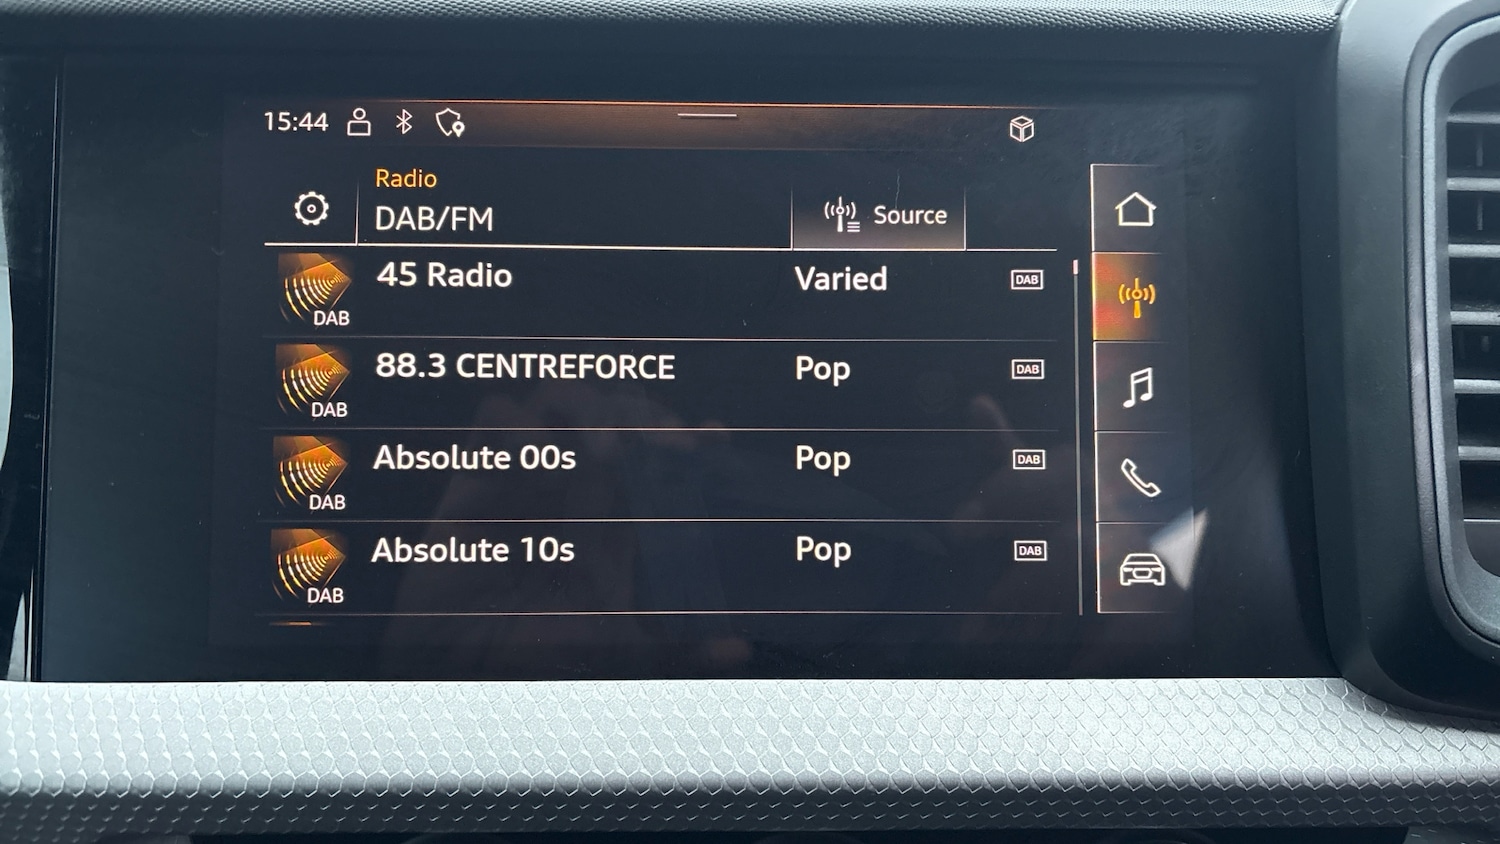 15:44
Radio
DAB/FM
Source
45 Radio Varied DAB
DAB
88.3 CENTREFORCE Pop DAB
DAB
Absolute 00s Pop DAB
DAB
Absolute 10s Pop DAB
DAB